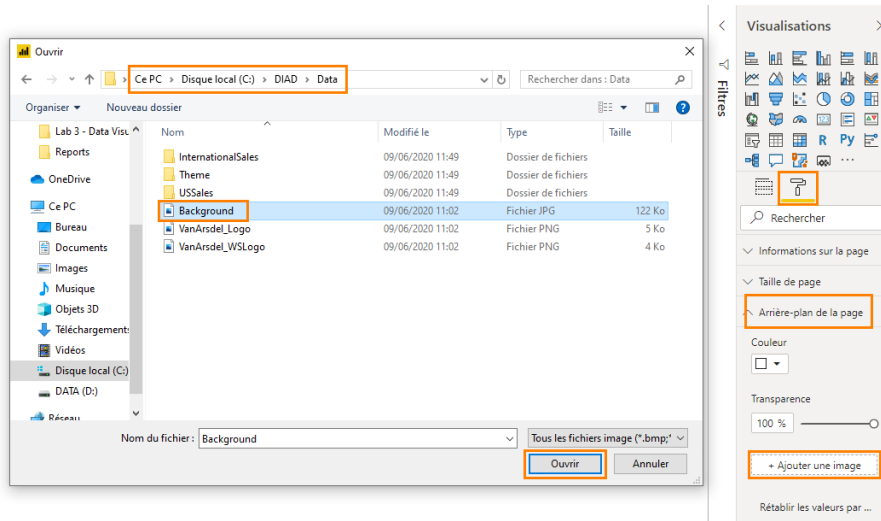 Ouvrir
Ce PC > Disque local (C:) > DIAD > Data
Rechercher dans : Data
Organiser
Nouveau dossier
Nom
Modifié le
Type
Taille
Lab 3 - Data Visu
Reports
OneDrive
Ce PC
Bureau
Documents
Images
Musique
Objets 3D
Téléchargements
Vidéos
Disque local (C:)
DATA (D:)
Réseau
InternationalSales 09/06/2020 11:49 Dossier de fichiers
Theme 09/06/2020 11:49 Dossier de fichiers
USSales 09/06/2020 11:49 Dossier de fichiers
Background 09/06/2020 11:02 Fichier JPG 122 Ko
VanArsdel_Logo 09/06/2020 11:02 Fichier PNG 5 Ko
VanArsdel_WSLogo 09/06/2020 11:02 Fichier PNG 4 Ko
Nom du fichier : Background
Tous les fichiers image (*.bmp;*
Ouvrir
Annuler
Filtres
Visualisations
R Py
123
...
Rechercher
Informations sur la page
Taille de page
Arrière-plan de la page
Couleur
Transparence
100 %
+ Ajouter une image
Rétablir les valeurs par ...